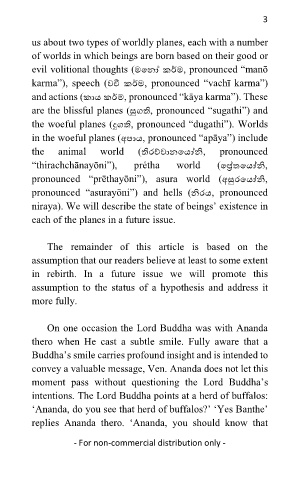 3
us about two types of worldly planes, each with a number
of worlds in which beings are born based on their good or
evil volitional thoughts (මනෝ කර්ම, pronounced “manō
karma”), speech (වචී කර්ම, pronounced “vachī karma”)
and actions (කාය කර්ම, pronounced “kāya karma”). These
are the blissful planes (සුගති, pronounced “sugathi”) and
the woeful planes (දුගති, pronounced “dugathi”). Worlds
in the woeful planes (අපාය, pronounced “apāya”) include
the animal world (තිරච්චානයෝනි, pronounced
“thirachchānayōni”), prētha world (ප්‍රේතයෝනි,
pronounced “prēthayōni”), asura world (අසුරයෝනි,
pronounced “asurayōni”) and hells (නිරය, pronounced
niraya). We will describe the state of beings’ existence in
each of the planes in a future issue.
The remainder of this article is based on the
assumption that our readers believe at least to some extent
in rebirth. In a future issue we will promote this
assumption to the status of a hypothesis and address it
more fully.
On one occasion the Lord Buddha was with Ananda
thero when He cast a subtle smile. Fully aware that a
Buddha’s smile carries profound insight and is intended to
convey a valuable message, Ven. Ananda does not let this
moment pass without questioning the Lord Buddha’s
intentions. The Lord Buddha points at a herd of buffalos:
‘Ananda, do you see that herd of buffalos?’ ‘Yes Banthe’
replies Ananda thero. ‘Ananda, you should know that
- For non-commercial distribution only -